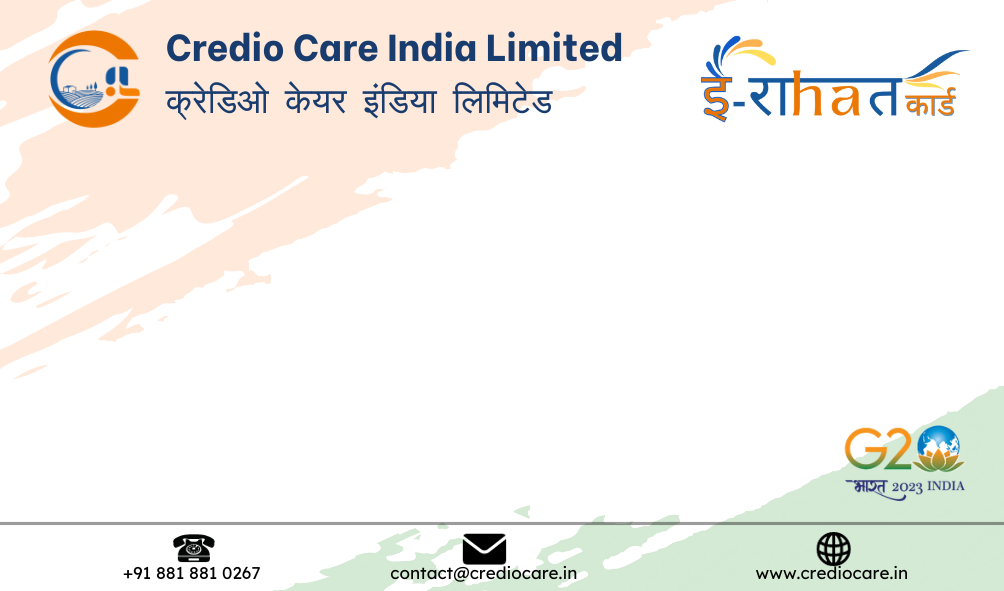 Credio Care India Limited
क्रेडिओ केयर इंडिया लिमिटेड
ई-राhaत कार्ड
G20
भारत 2023 INDIA
+91 881 881 0267
contact@crediocare.in
www.crediocare.in